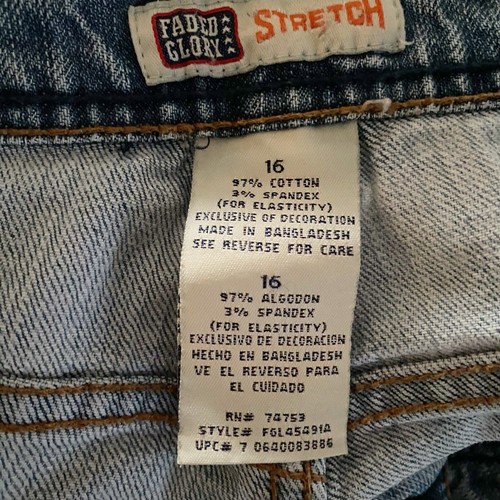 FADED GLORY STRETCH
16
97% COTTON
3% SPANDEX
(FOR ELASTICITY)
EXCLUSIVE OF DECORATION
MADE IN BANGLADESH
SEE REVERSE FOR CARE
16
97% ALGODON
3% SPANDEX
(FOR ELASTICITY)
EXCLUSIVO DE DECORACION
HECHO EN BANGLADESH
VE EL REVERSO PARA
EL CUIDADO
RN# 74753
STYLE# FGL45491A
UPC# 7 0640083886